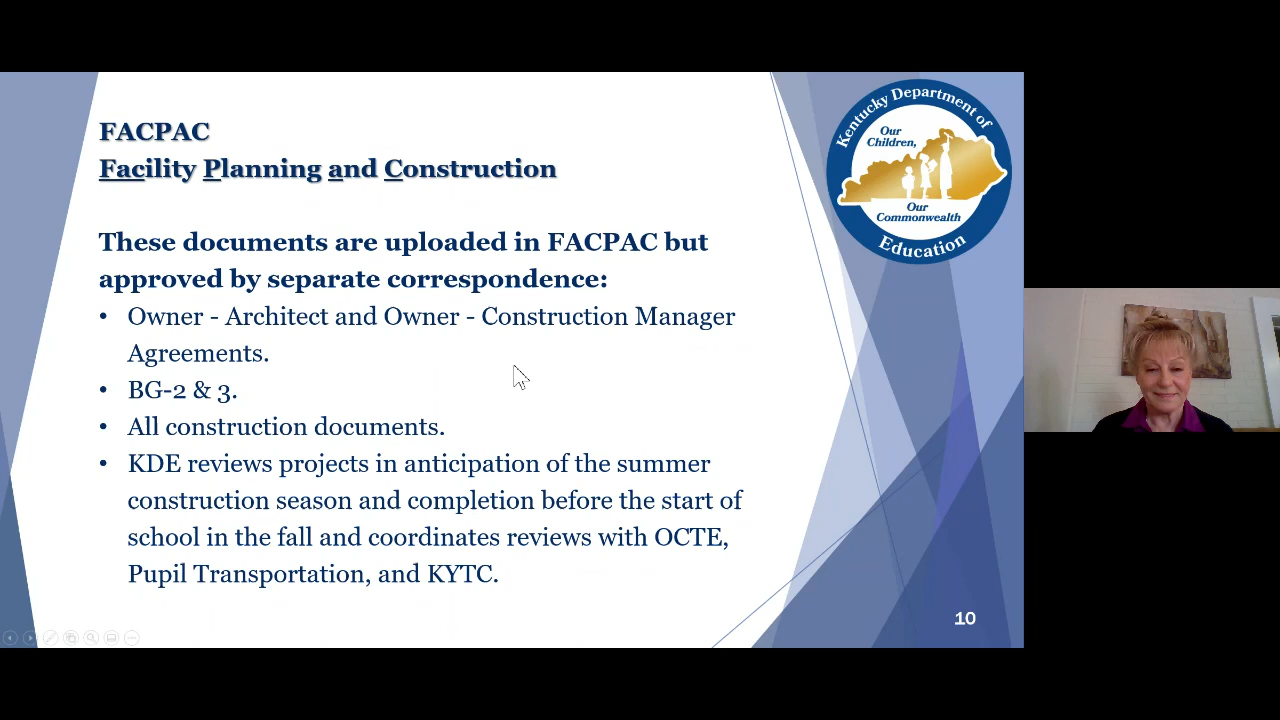 FACPAC
Facility Planning and Construction
These documents are uploaded in FACPAC but
approved by separate correspondence:
• Owner - Architect and Owner - Construction Manager
Agreements.
• BG-2 & 3.
• All construction documents.
• KDE reviews projects in anticipation of the summer
construction season and completion before the start of
school in the fall and coordinates reviews with OCTE,
Pupil Transportation, and KYTC.
Kentucky Department of
Our
Children,
Our
Commonwealth
Education
10